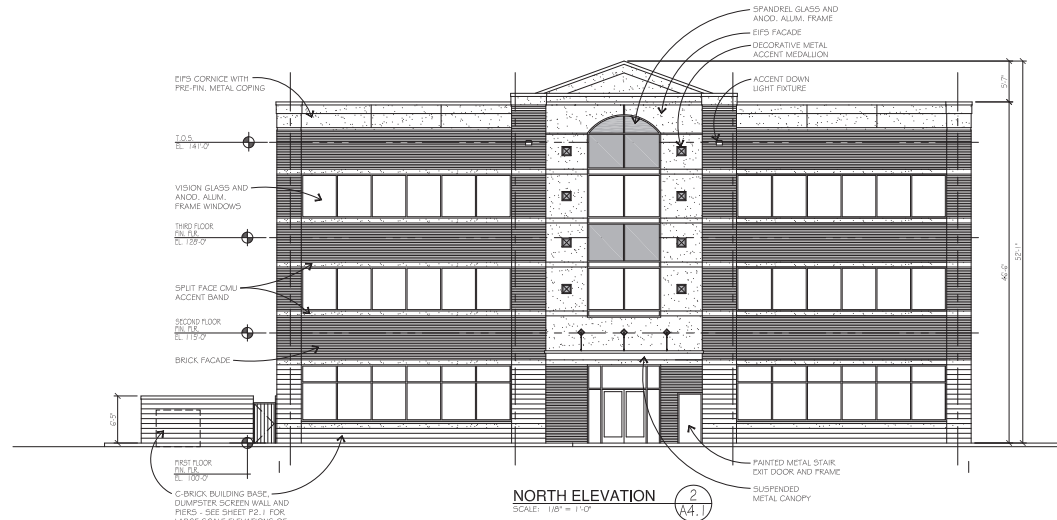 SPANDREL GLASS AND
ANOD. ALUM. FRAME
EIFS FACADE
DECORATIVE METAL
ACCENT MEDALLION
ACCENT DOWN
LIGHT FIXTURE
EIFS CORNICE WITH
PRE-FIN. METAL COPING
T.O.S.
EL. 141'-0"
VISION GLASS AND
ANOD. ALUM.
FRAME WINDOWS
THIRD FLOOR
FIN. FLR.
EL. 128'-0"
SPLIT FACE CMU
ACCENT BAND
SECOND FLOOR
FIN. FLR.
EL. 115'-0"
BRICK FACADE
5'-7"
46'-6"
52'-1"
6'-5"
FIRST FLOOR
FIN. FLR.
EL. 100'-0"
C-BRICK BUILDING BASE,
DUMPSTER SCREEN WALL AND
PIERS - SEE SHEET P2.1 FOR
LARGE SCALE ELEVATIONS OF
PAINTED METAL STAIR
EXIT DOOR AND FRAME
SUSPENDED
METAL CANOPY
NORTH ELEVATION
SCALE: 1/8" = 1'-0"
2
A4.1